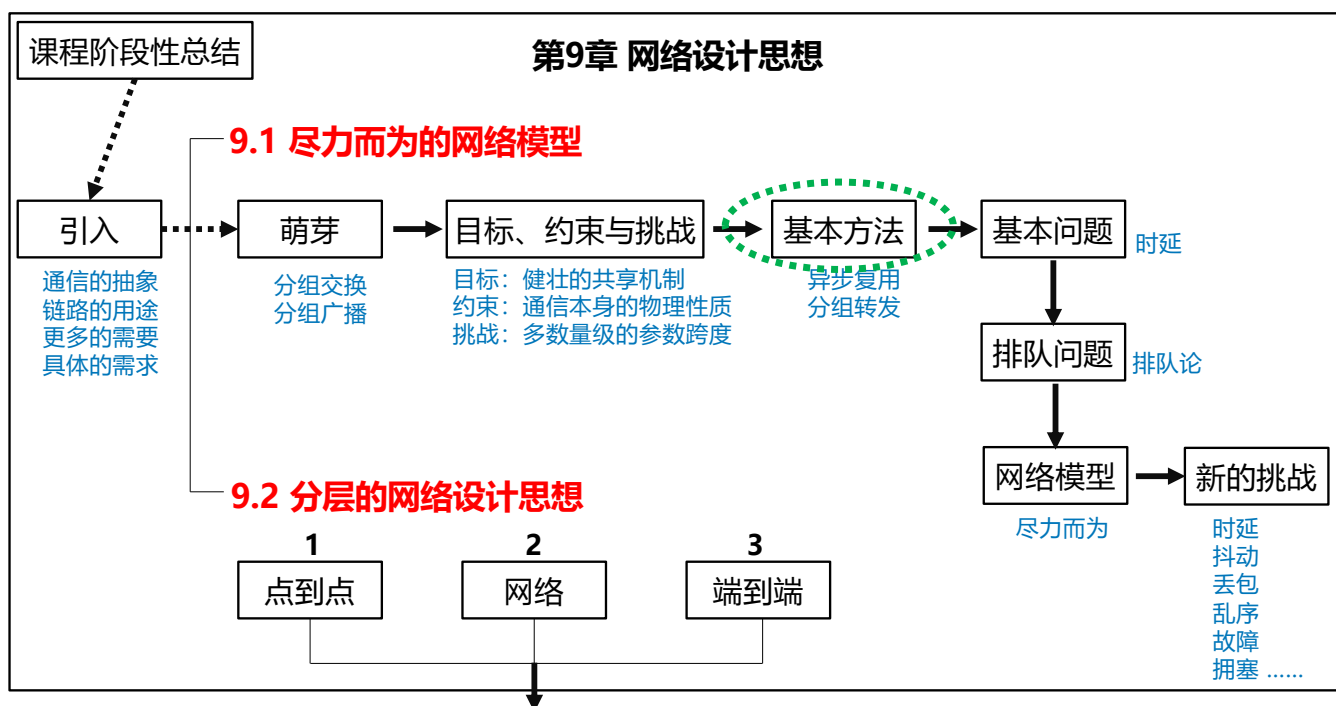 课程阶段性总结
第9章 网络设计思想
9.1 尽力而为的网络模型
引入
通信的抽象
链路的用途
更多的需要
具体的需求
萌芽
分组交换
分组广播
目标、约束与挑战
目标：健壮的共享机制
约束：通信本身的物理性质
挑战：多数量级的参数跨度
基本方法
异步复用
分组转发
基本问题
时延
排队问题
排队论
网络模型
尽力而为
新的挑战
时延
抖动
丢包
乱序
故障
拥塞 ......
9.2 分层的网络设计思想
1
点到点
2
网络
3
端到端